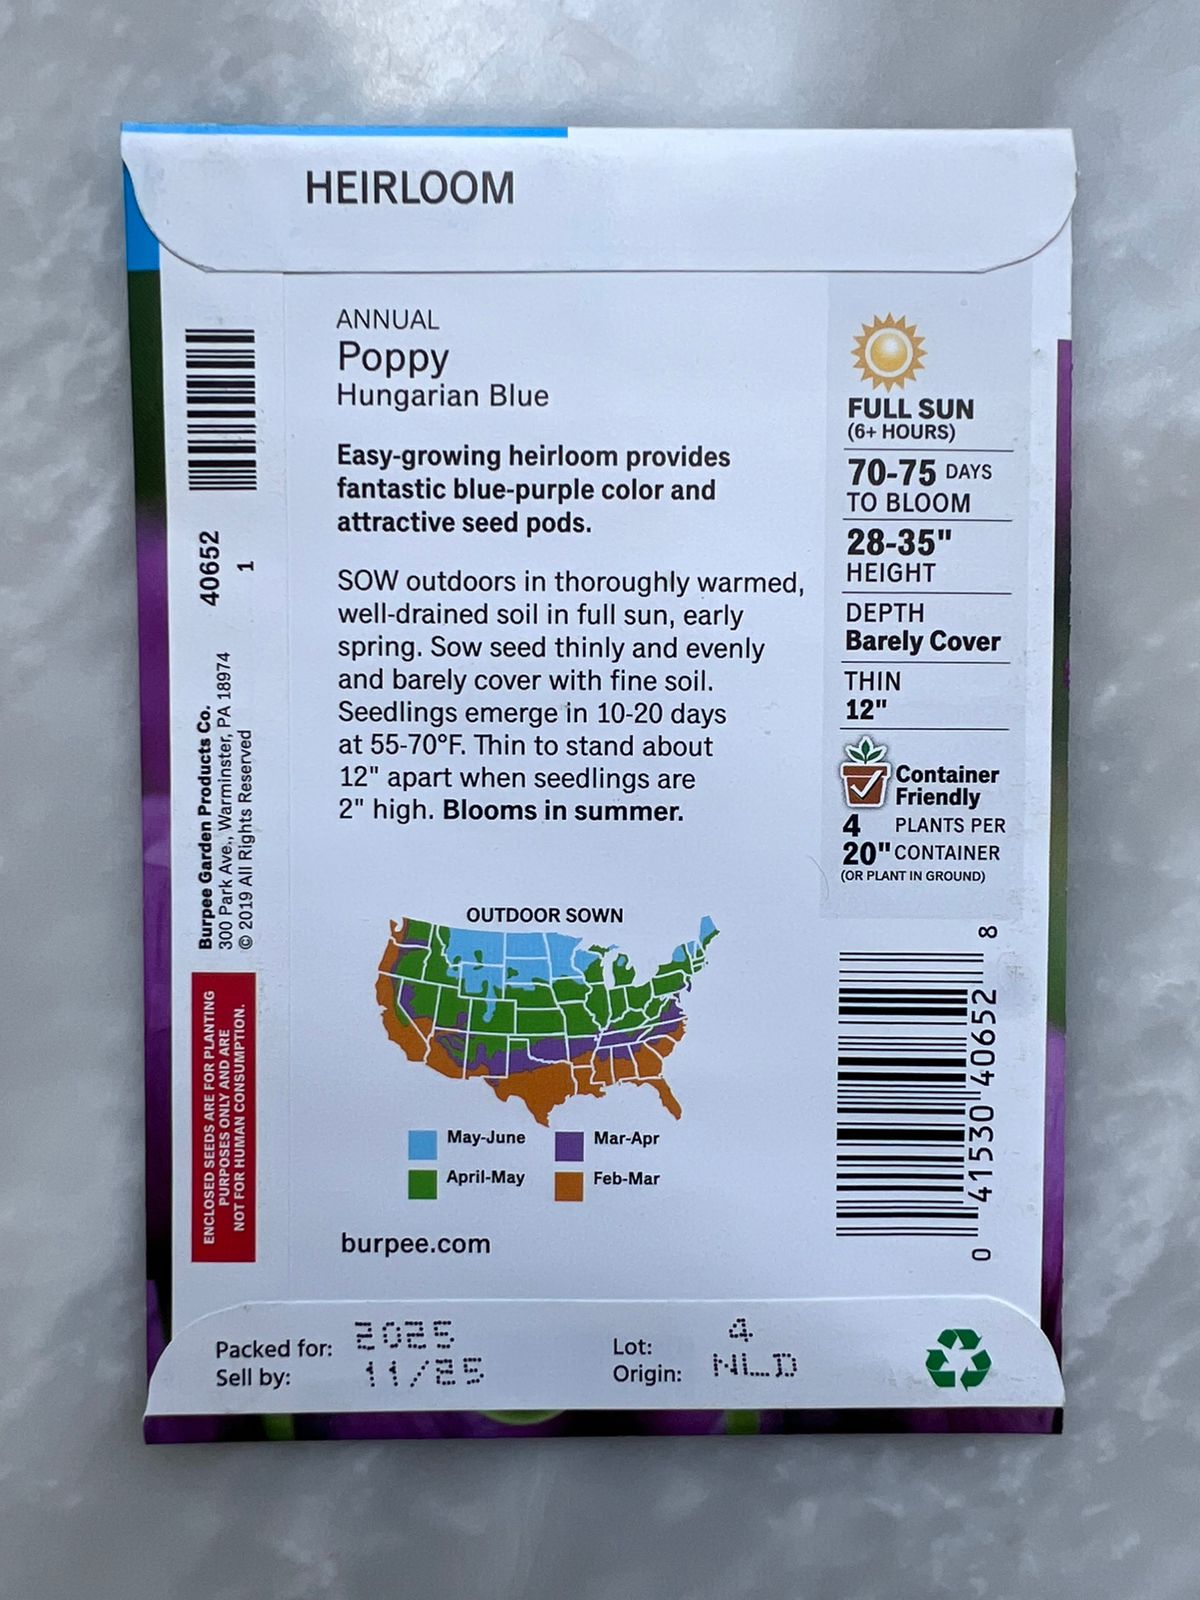 HEIRLOOM
ANNUAL
Poppy
Hungarian Blue
Easy-growing heirloom provides
fantastic blue-purple color and
attractive seed pods.
SOW outdoors in thoroughly warmed,
well-drained soil in full sun, early
spring. Sow seed thinly and evenly
and barely cover with fine soil.
Seedlings emerge in 10-20 days
at 55-70°F. Thin to stand about
12" apart when seedlings are
2" high. Blooms in summer.
FULL SUN
(6+ HOURS)
70-75 DAYS
TO BLOOM
28-35"
HEIGHT
DEPTH
Barely Cover
THIN
12"
Container
Friendly
4 PLANTS PER
20" CONTAINER
(OR PLANT IN GROUND)
OUTDOOR SOWN
May-June
Mar-Apr
April-May
Feb-Mar
burpee.com
40652
1
Burpee Garden Products Co.
300 Park Ave., Warminster, PA 18974
© 2019 All Rights Reserved
ENCLOSED SEEDS ARE FOR PLANTING
PURPOSES ONLY AND ARE
NOT FOR HUMAN CONSUMPTION.
0 41530 40652 8
Packed for: 2025
Sell by: 11/25
Lot: 4
Origin: NLD